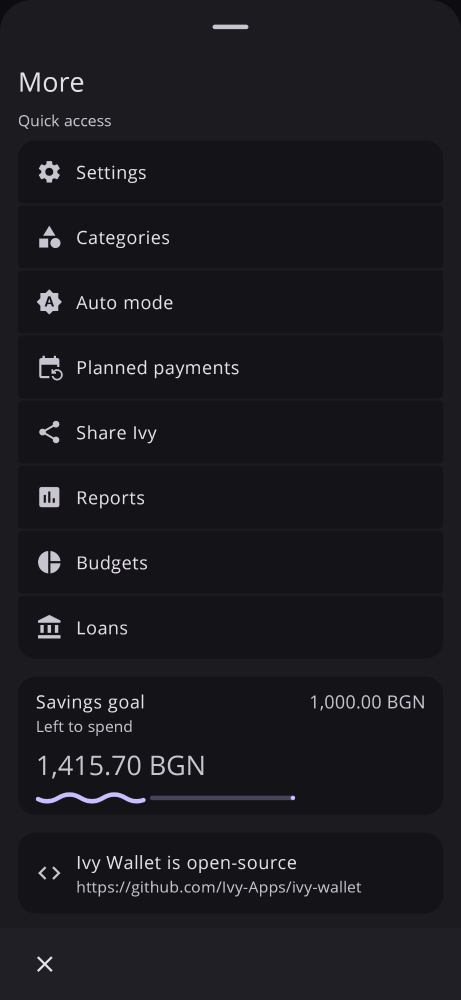 More
Quick access
Settings
Categories
Auto mode
Planned payments
Share Ivy
Reports
Budgets
Loans
Savings goal 1,000.00 BGN
Left to spend
1,415.70 BGN
Ivy Wallet is open-source
https://github.com/Ivy-Apps/ivy-wallet